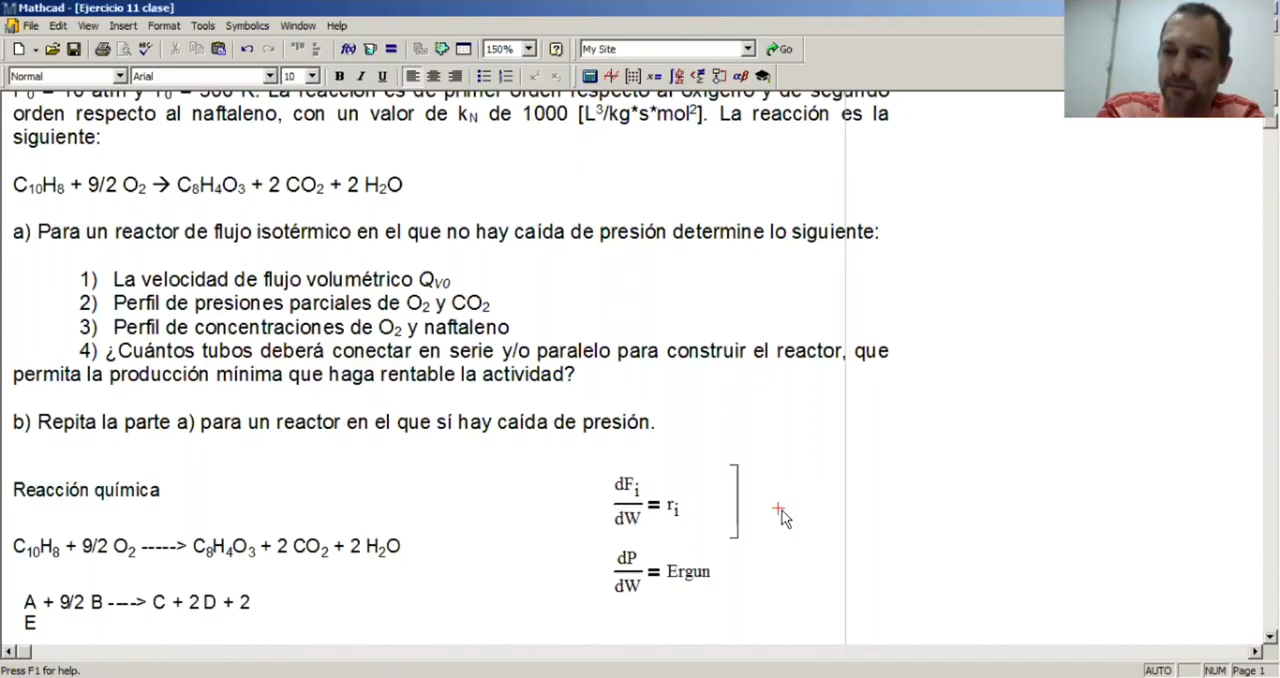 Mathcad - [Ejercicio 11 clase]
File Edit View Insert Format Tools Symbolics Window Help
150% My Site Go
Normal Arial 10 B I U
orden respecto al naftaleno, con un valor de kN de 1000 [L³/kg*s*mol²]. La reacción es la
siguiente:
C₁₀H₈ + 9/2 O₂ → C₈H₄O₃ + 2 CO₂ + 2 H₂O
a) Para un reactor de flujo isotérmico en el que no hay caída de presión determine lo siguiente:
1) La velocidad de flujo volumétrico QV0
2) Perfil de presiones parciales de O₂ y CO₂
3) Perfil de concentraciones de O₂ y naftaleno
4) ¿Cuántos tubos deberá conectar en serie y/o paralelo para construir el reactor, que
permita la producción mínima que haga rentable la actividad?
b) Repita la parte a) para un reactor en el que sí hay caída de presión.
Reacción química
dFi/dW = ri
C₁₀H₈ + 9/2 O₂ -----> C₈H₄O₃ + 2 CO₂ + 2 H₂O
dP/dW = Ergun
A + 9/2 B ----> C + 2 D + 2
E
Press F1 for help.
AUTO NUM Page 1